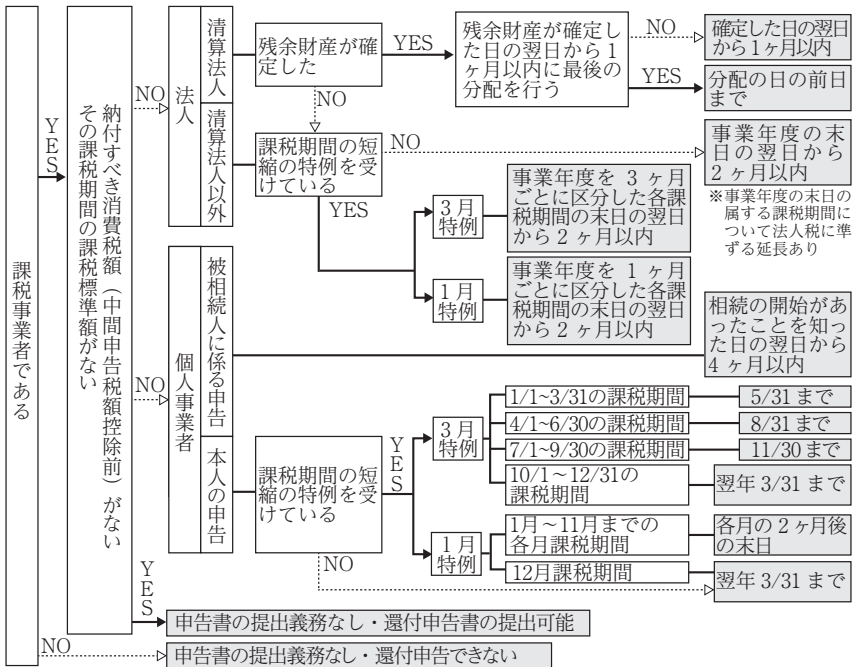 課税事業者である
YES
NO
納付すべき消費税額(中間申告税額控除前)がない
その課税期間の課税標準額がない
NO
法人
清算法人
残余財産が確
定した
YES
残余財産が確定し
た日の翌日から1
ヶ月以内に最後の
分配を行う
NO
確定した日の翌日
から1ヶ月以内
YES
分配の日の前日
まで
NO
清算法人以外
課税期間の短
縮の特例を受
けている
NO
事業年度の末
日の翌日から
2ヶ月以内
※事業年度の末日の
属する課税期間に
ついて法人税に準
ずる延長あり
YES
3月
特例
事業年度を3ヶ月
ごとに区分した各課
税期間の末日の翌日
から2ヶ月以内
1月
特例
事業年度を1ヶ月
ごとに区分した各課
税期間の末日の翌日
から2ヶ月以内
NO
個人事業者
被相続人に係る申告
相続の開始があ
ったことを知っ
た日の翌日から
4ヶ月以内
本人の申告
課税期間の短
縮の特例を受
けている
YES
3月
特例
1/1~3/31の課税期間
5/31まで
4/1~6/30の課税期間
8/31まで
7/1~9/30の課税期間
11/30まで
10/1~12/31の
課税期間
翌年3/31まで
1月
特例
1月~11月までの
各月課税期間
各月の2ヶ月後
の末日
12月課税期間
翌年3/31まで
NO
YES
申告書の提出義務なし・還付申告書の提出可能
申告書の提出義務なし・還付申告できない